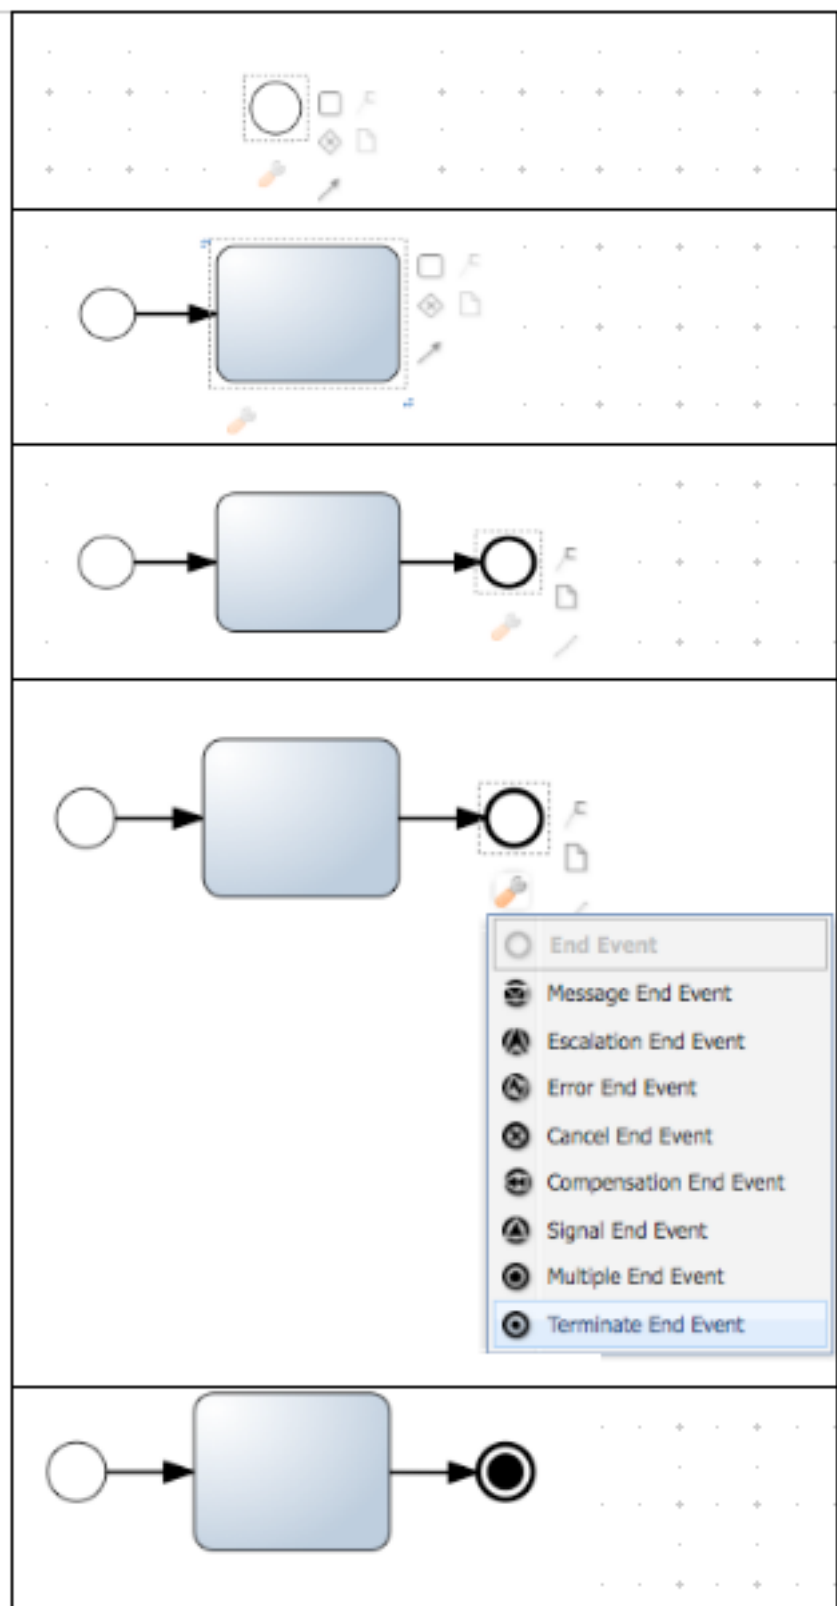 End Event
Message End Event
Escalation End Event
Error End Event
Cancel End Event
Compensation End Event
Signal End Event
Multiple End Event
Terminate End Event